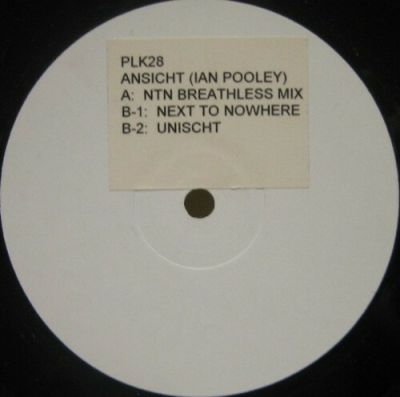 PLK28
ANSICHT (IAN POOLEY)
A: NTN BREATHLESS MIX
B-1: NEXT TO NOWHERE
B-2: UNISCHT